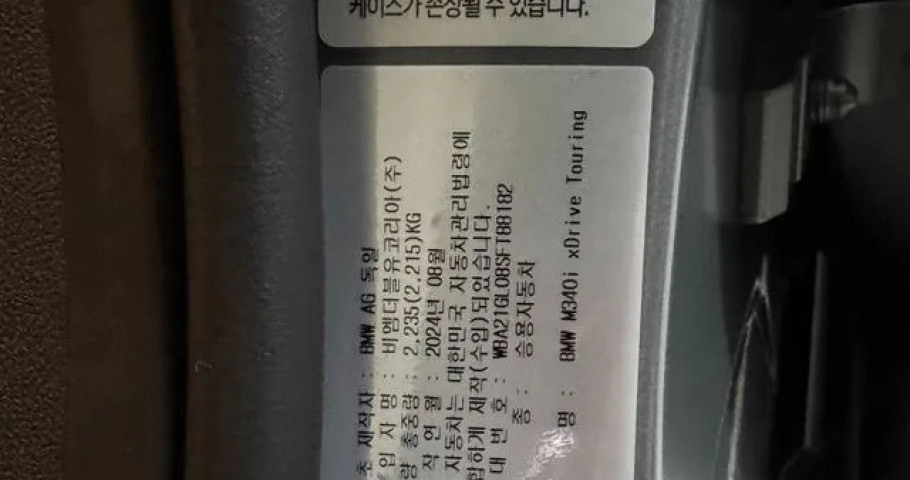 케이스가 손상될 수 있습니다.
초 제작자 : BMW AG 독일
입 자 명 : 비엠더블유코리아(주)
량 총중량 : 2,235(2,215)KG
작 연 월 : 2024년 08월
자동차는 대한민국 자동차관리법령에
합하게 제작(수입)되었습니다.
대 번 호 : WBA21GL08SFT88182
종 : 승용자동차
명 : BMW M340i xDrive Touring